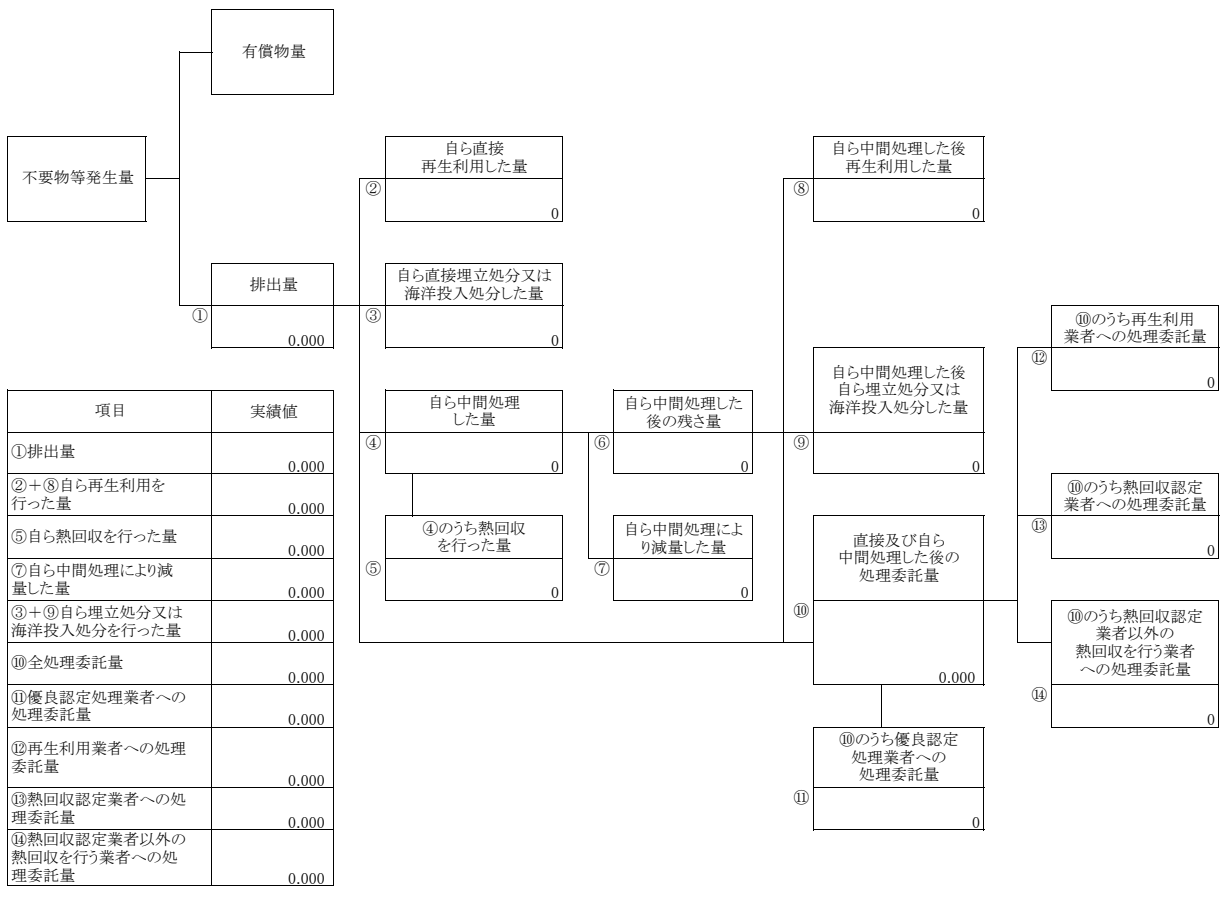 有償物量
不要物等発生量
排出量
①
0.000
自ら直接
再生利用した量
②
0
自ら直接埋立処分又は
海洋投入処分した量
③
0
自ら中間処理
した量
④
0
④のうち熱回収
を行った量
⑤
0
自ら中間処理した
後の残さ量
⑥
0
自ら中間処理によ
り減量した量
⑦
0
自ら中間処理した後
再生利用した量
⑧
0
自ら中間処理した後
自ら埋立処分又は
海洋投入処分した量
⑨
0
直接及び自ら
中間処理した後の
処理委託量
⑩
0.000
⑩のうち優良認定
処理業者への
処理委託量
⑪
0
⑩のうち再生利用
業者への処理委託量
⑫
0
⑩のうち熱回収認定
業者への処理委託量
⑬
0
⑩のうち熱回収認定
業者以外の
熱回収を行う業者
への処理委託量
⑭
0
項目 実績値
①排出量
0.000
②＋⑧自ら再生利用を
行った量
0.000
⑤自ら熱回収を行った量
0.000
⑦自ら中間処理により減
量した量
0.000
③＋⑨自ら埋立処分又は
海洋投入処分を行った量
0.000
⑩全処理委託量
0.000
⑪優良認定処理業者への
処理委託量
0.000
⑫再生利用業者への処理
委託量
0.000
⑬熱回収認定業者への処
理委託量
0.000
⑭熱回収認定業者以外の
熱回収を行う業者への処
理委託量
0.000